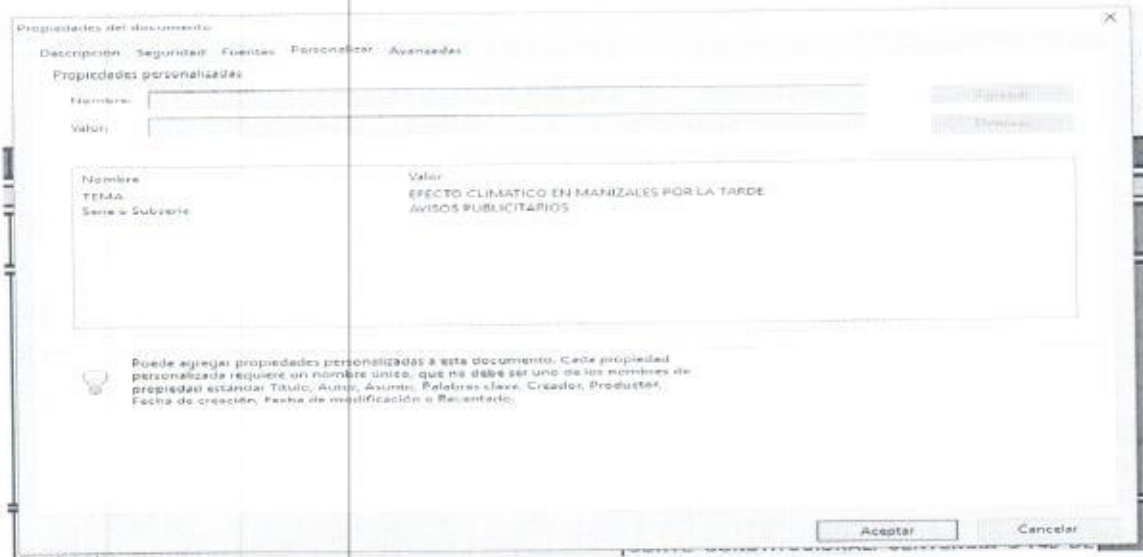 Propiedades del documento
Descripción Seguridad Fuentes Personalizar Avanzadas
Propiedades personalizadas
Nombre:
Valor:
Nombre Valor
TEMA EFECTO CLIMATICO EN MANIZALES POR LA TARDE
Serie o Subserie AVISOS PUBLICITARIOS
Puede agregar propiedades personalizadas a este documento. Cada propiedad
personalizada requiere un nombre único, que no debe ser uno de los nombres de
propiedad estándar Título, Autor, Asunto, Palabras clave, Creador, Productor,
Fecha de creación, Fecha de modificación o Reventado.
Aceptar Cancelar